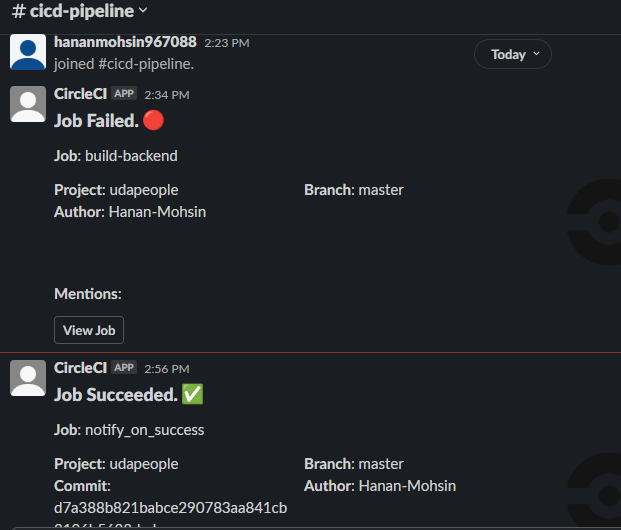 # cicd-pipeline
hananmohsin967088 2:23 PM
joined #cicd-pipeline.
Today
CircleCI APP 2:34 PM
Job Failed. 🔴
Job: build-backend
Project: udapeople Branch: master
Author: Hanan-Mohsin
Mentions:
View Job
CircleCI APP 2:56 PM
Job Succeeded. ✅
Job: notify_on_success
Project: udapeople Branch: master
Commit: Author: Hanan-Mohsin
d7a388b821babce290783aa841cb